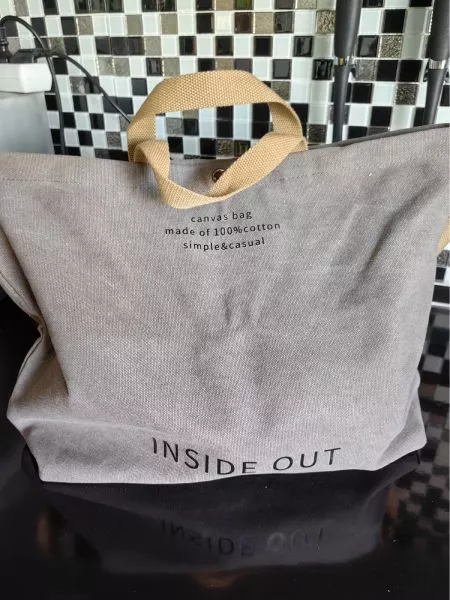 canvas bag
made of 100%cotton
simple&casual
INSIDE OUT